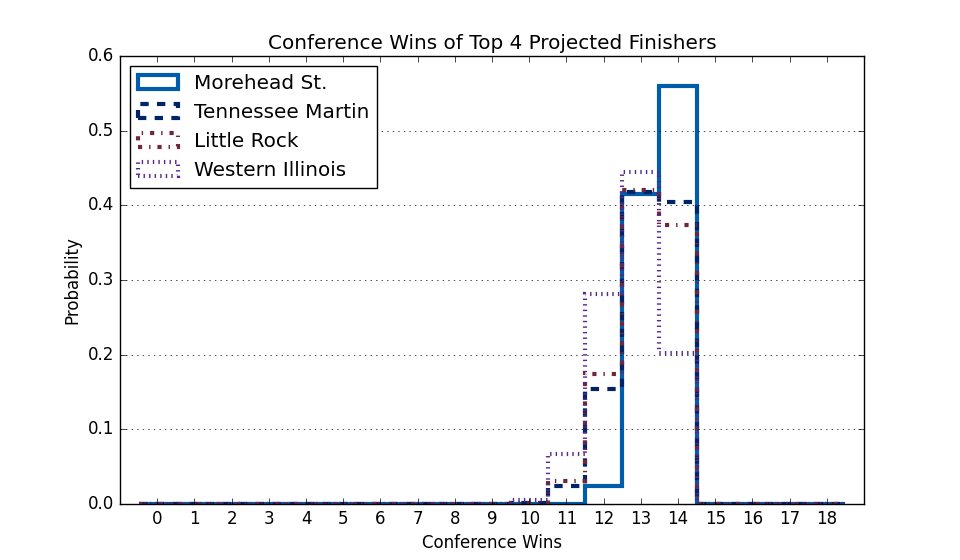 Conference Wins of Top 4 Projected Finishers
Morehead St.
Tennessee Martin
Little Rock
Western Illinois
0.6
0.5
0.4
0.3
0.2
0.1
0.0
Probability
0 1 2 3 4 5 6 7 8 9 10 11 12 13 14 15 16 17 18
Conference Wins